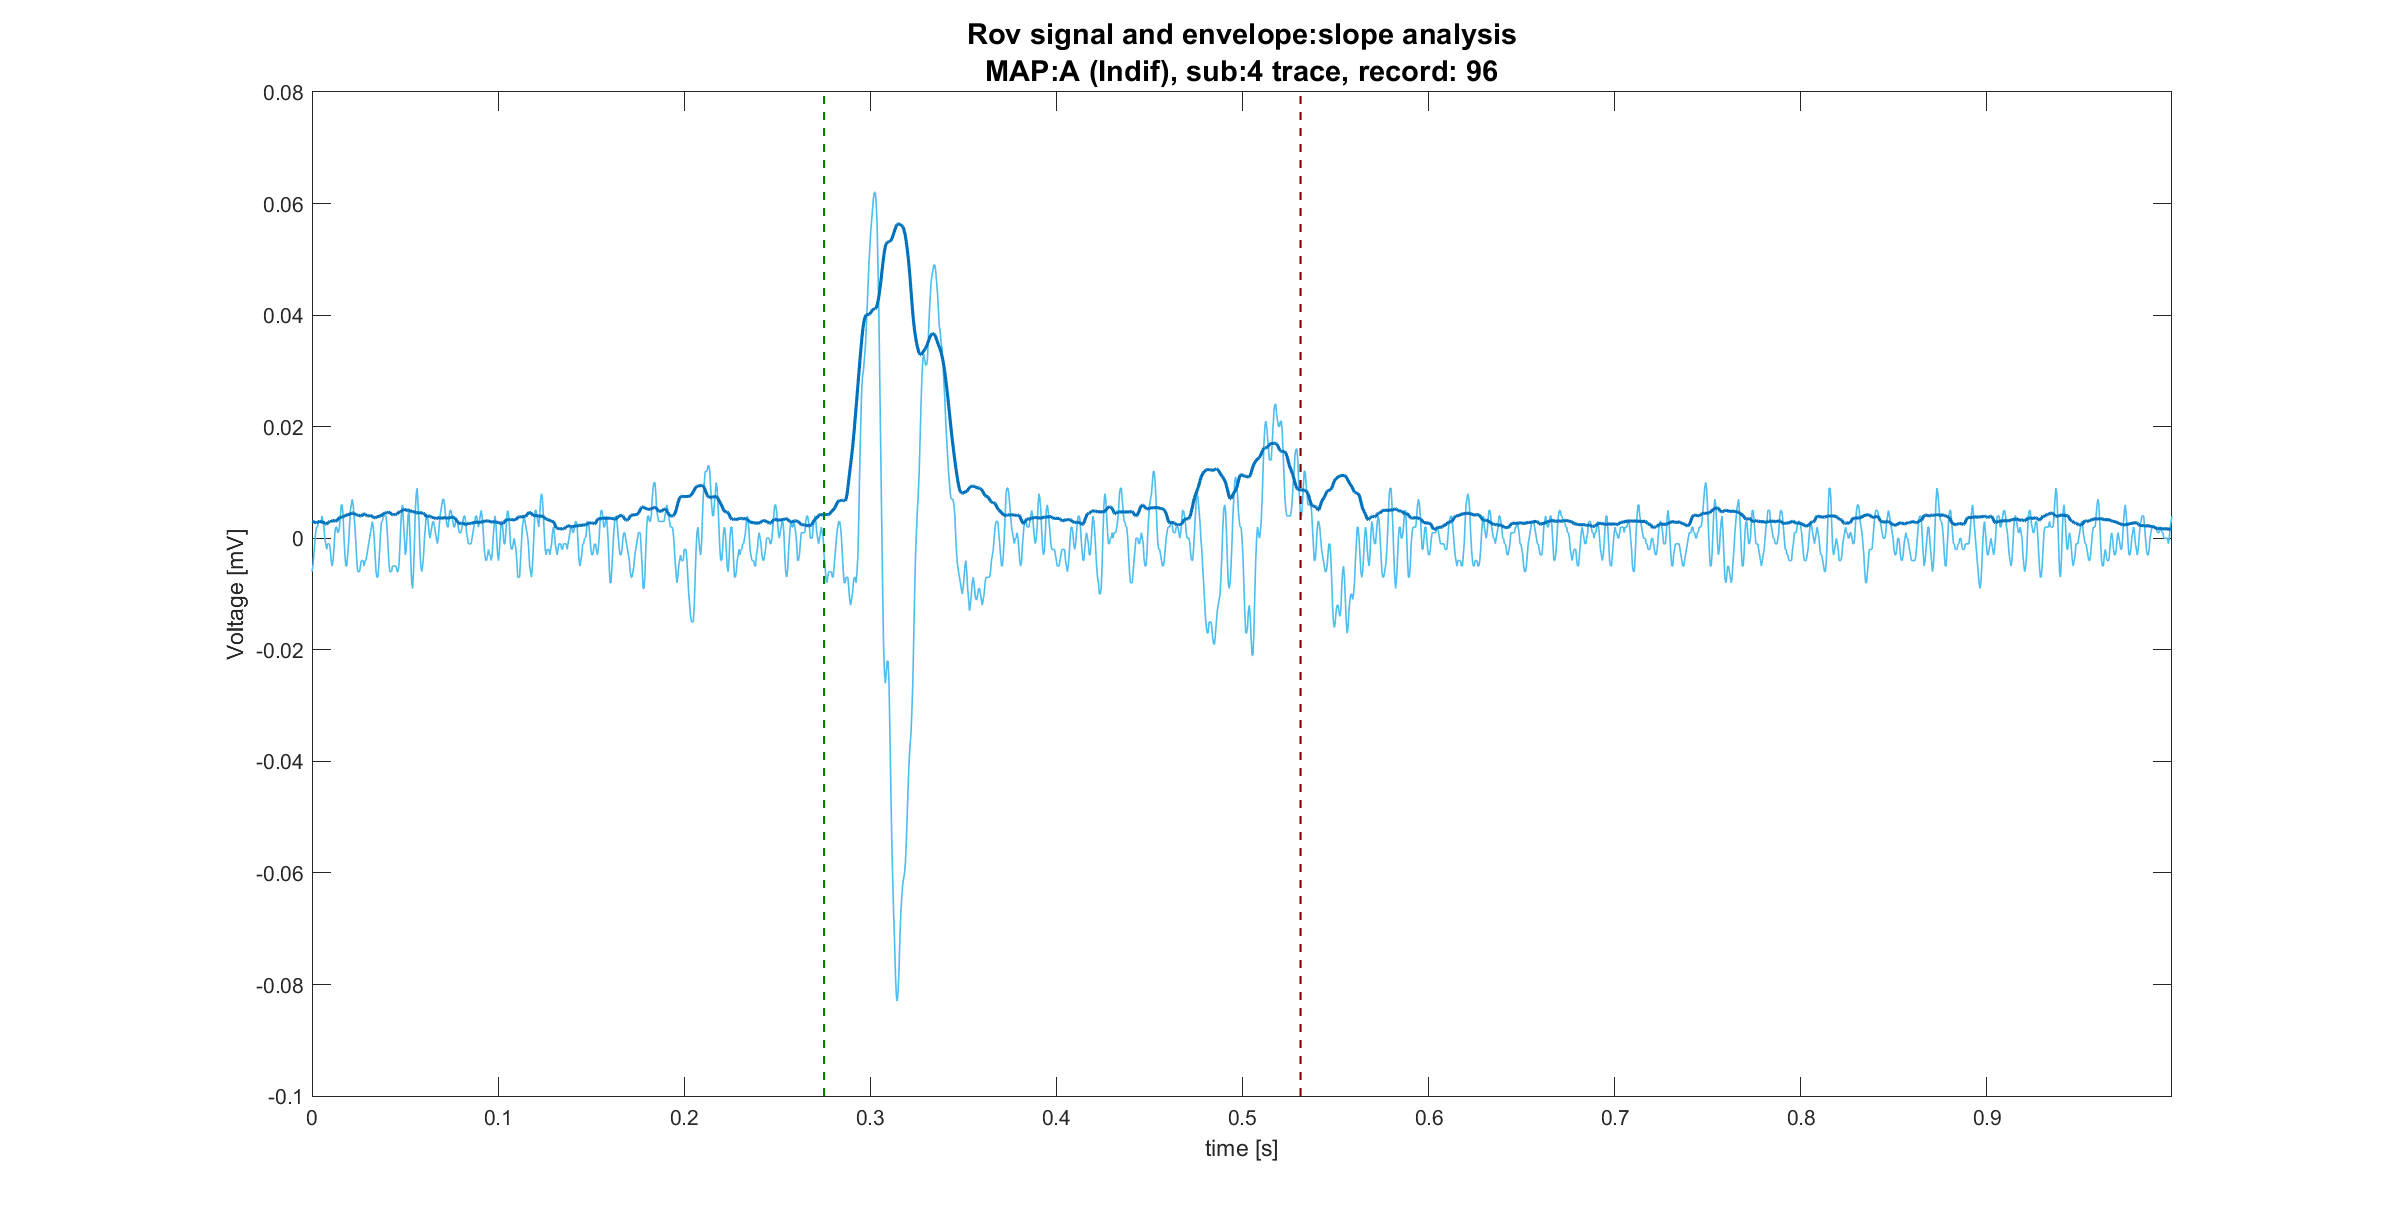 Rov signal and envelope:slope analysis
MAP:A (Indif), sub:4 trace, record: 96
0.08
0.06
0.04
0.02
0
-0.02
-0.04
-0.06
-0.08
-0.1
Voltage [mV]
0 0.1 0.2 0.3 0.4 0.5 0.6 0.7 0.8 0.9
time [s]